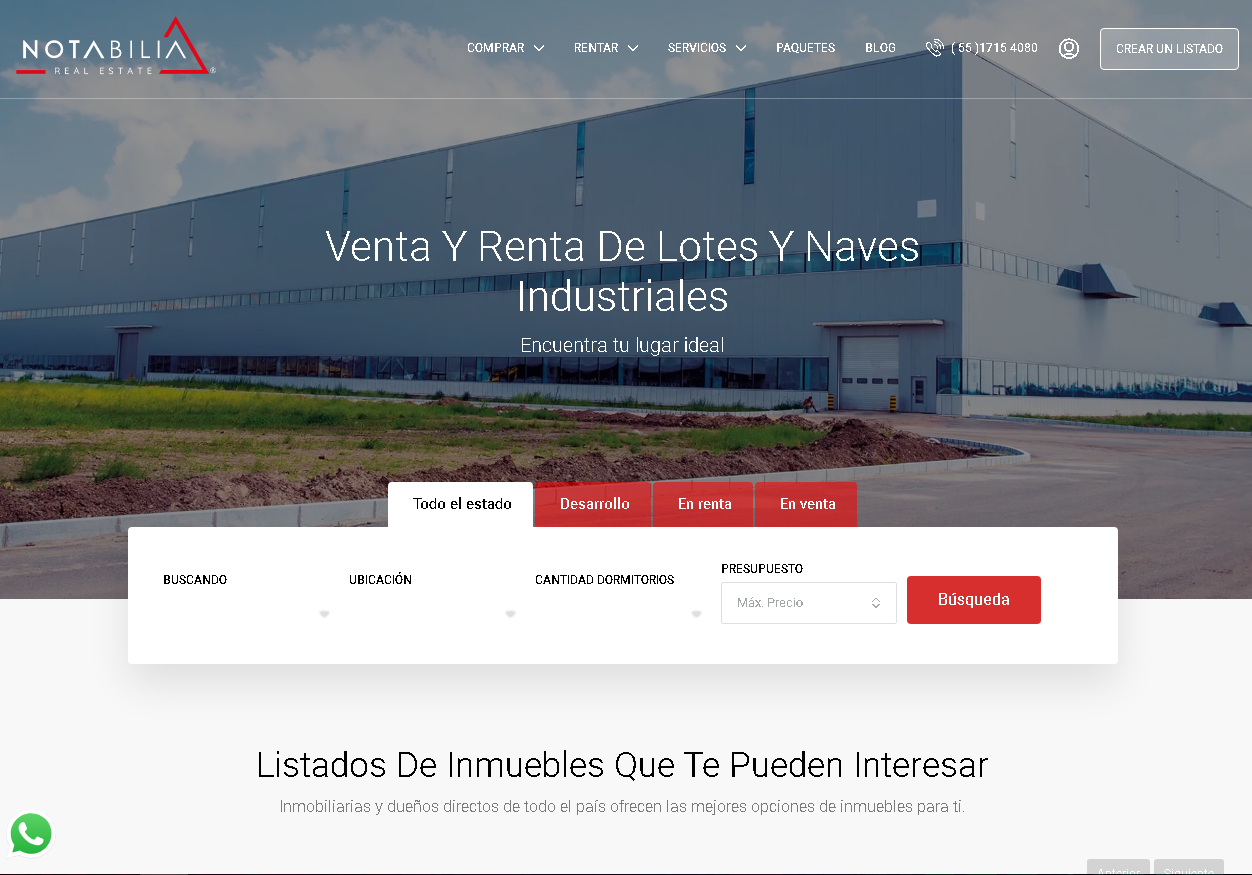 NOTABILIA
REAL ESTATE ®
COMPRAR
RENTAR
SERVICIOS
PAQUETES
BLOG
( 55 )1715 4080
CREAR UN LISTADO
Venta Y Renta De Lotes Y Naves
Industriales
Encuentra tu lugar ideal
Todo el estado
Desarrollo
En renta
En venta
BUSCANDO
UBICACIÓN
CANTIDAD DORMITORIOS
PRESUPUESTO
Máx. Precio
Búsqueda
Listados De Inmuebles Que Te Pueden Interesar
Inmobiliarias y dueños directos de todo el país ofrecen las mejores opciones de inmuebles para ti.
Anterior
Siguiente